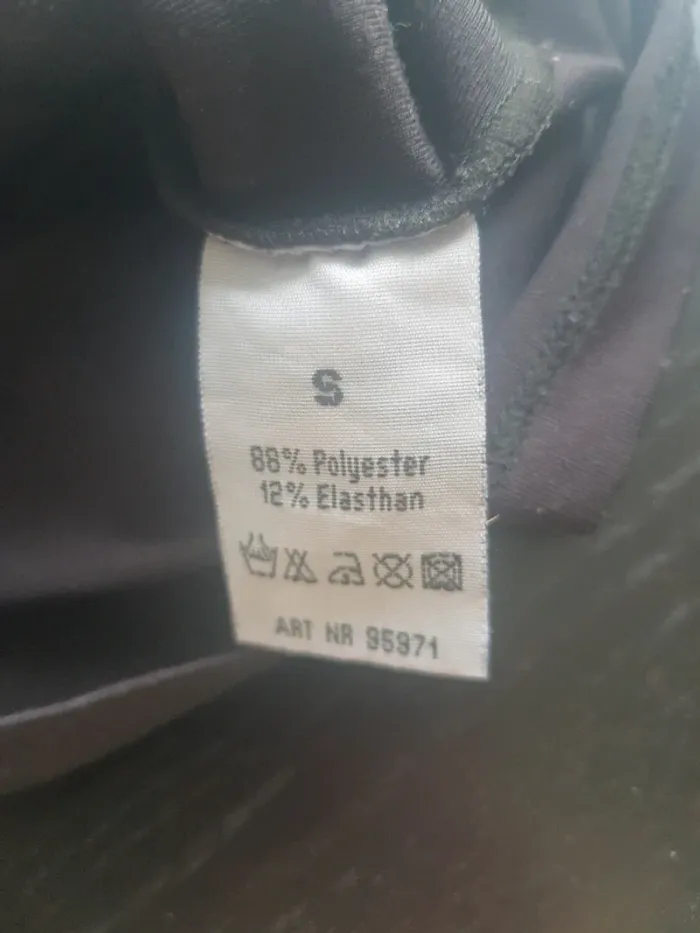 S
88% Polyester
12% Elasthan
ART NR 95971